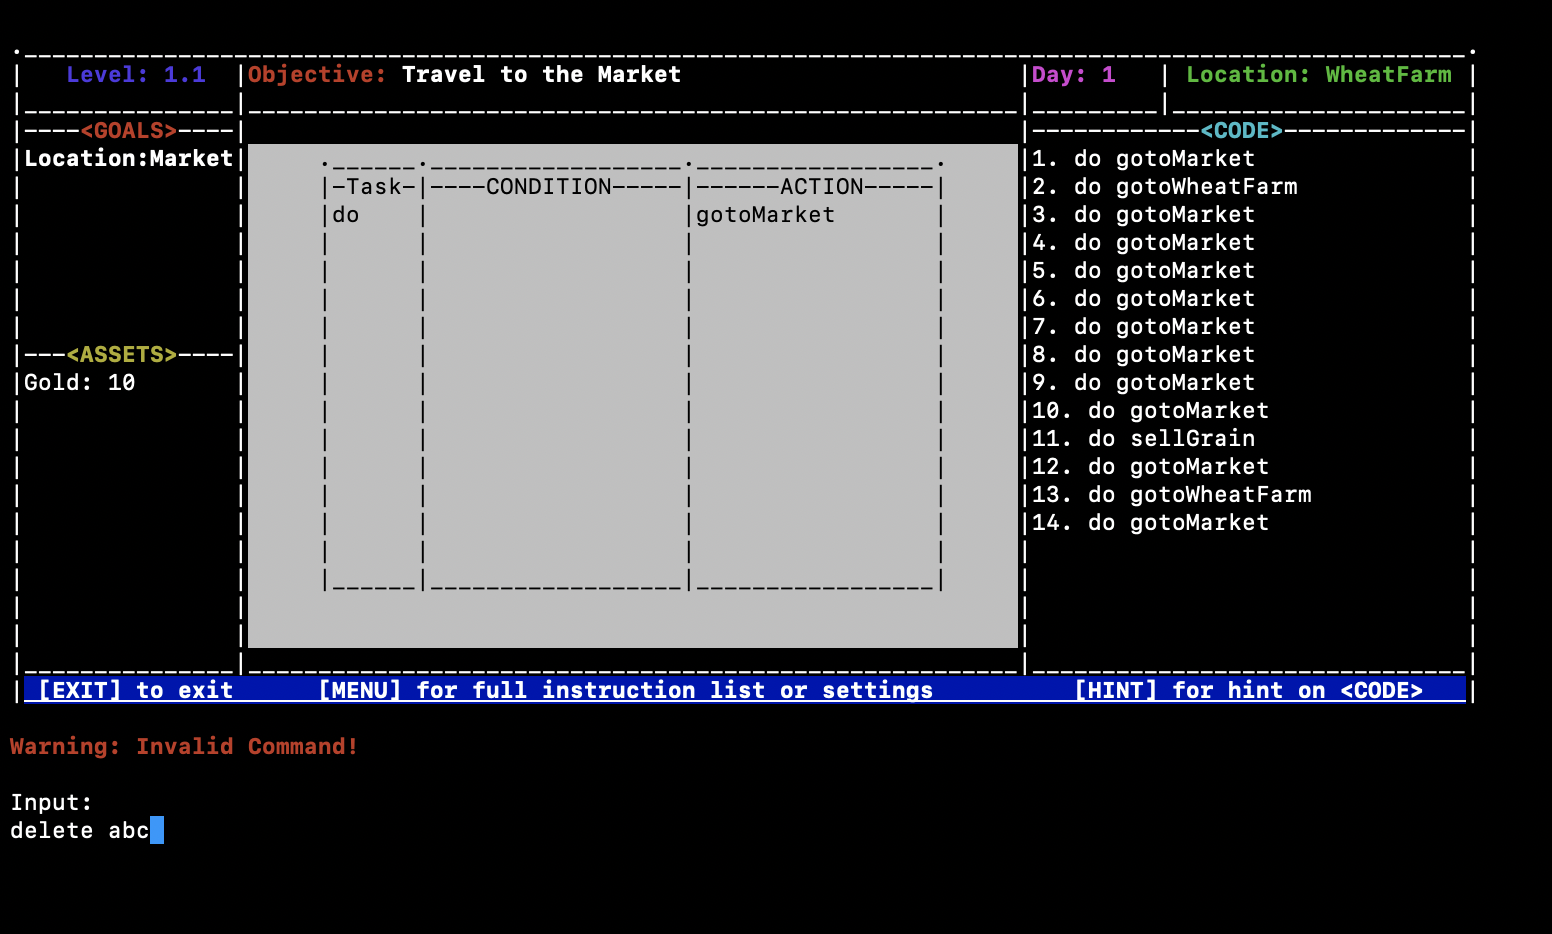 Level: 1.1 Objective: Travel to the Market Day: 1 Location: WheatFarm
----<GOALS>---- ------------<CODE>-------------
Location:Market 1. do gotoMarket
-Task- ----CONDITION----- ------ACTION----- 2. do gotoWheatFarm
do gotoMarket 3. do gotoMarket
4. do gotoMarket
5. do gotoMarket
6. do gotoMarket
7. do gotoMarket
---<ASSETS>---- 8. do gotoMarket
Gold: 10 9. do gotoMarket
10. do gotoMarket
11. do sellGrain
12. do gotoMarket
13. do gotoWheatFarm
14. do gotoMarket
[EXIT] to exit [MENU] for full instruction list or settings [HINT] for hint on <CODE>
Warning: Invalid Command!
Input:
delete abc